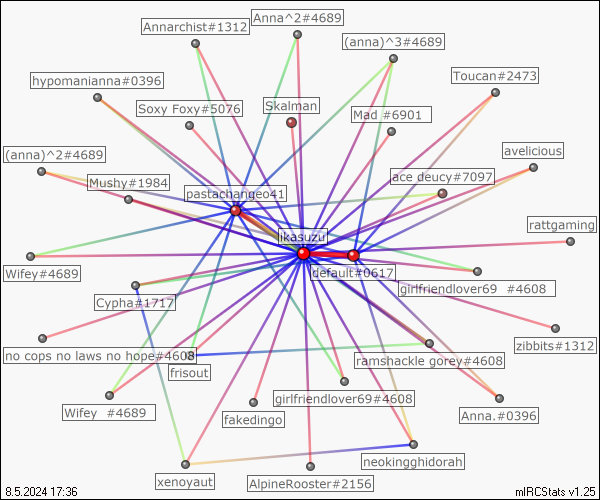 Anna^2#4689
Annarchist#1312
(anna)^3#4689
Toucan#2473
hypomanianna#0396
Soxy Foxy#5076
Skalman
Mad #6901
(anna)^2#4689
avelicious
Mushy#1984
ace deucy#7097
pastachangeo41
rattgaming
ikasuzu
Wifey#4689
default#0617
girlfriendlover69 #4608
Cypha#1717
zibbits#1312
no cops no laws no hope#4608
ramshackle gorey#4608
frisout
girlfriendlover69#4608
Wifey  #4689
fakedingo
Anna.#0396
neokingghidorah
xenoyaut
AlpineRooster#2156
8.5.2024 17:36
mIRCStats v1.25